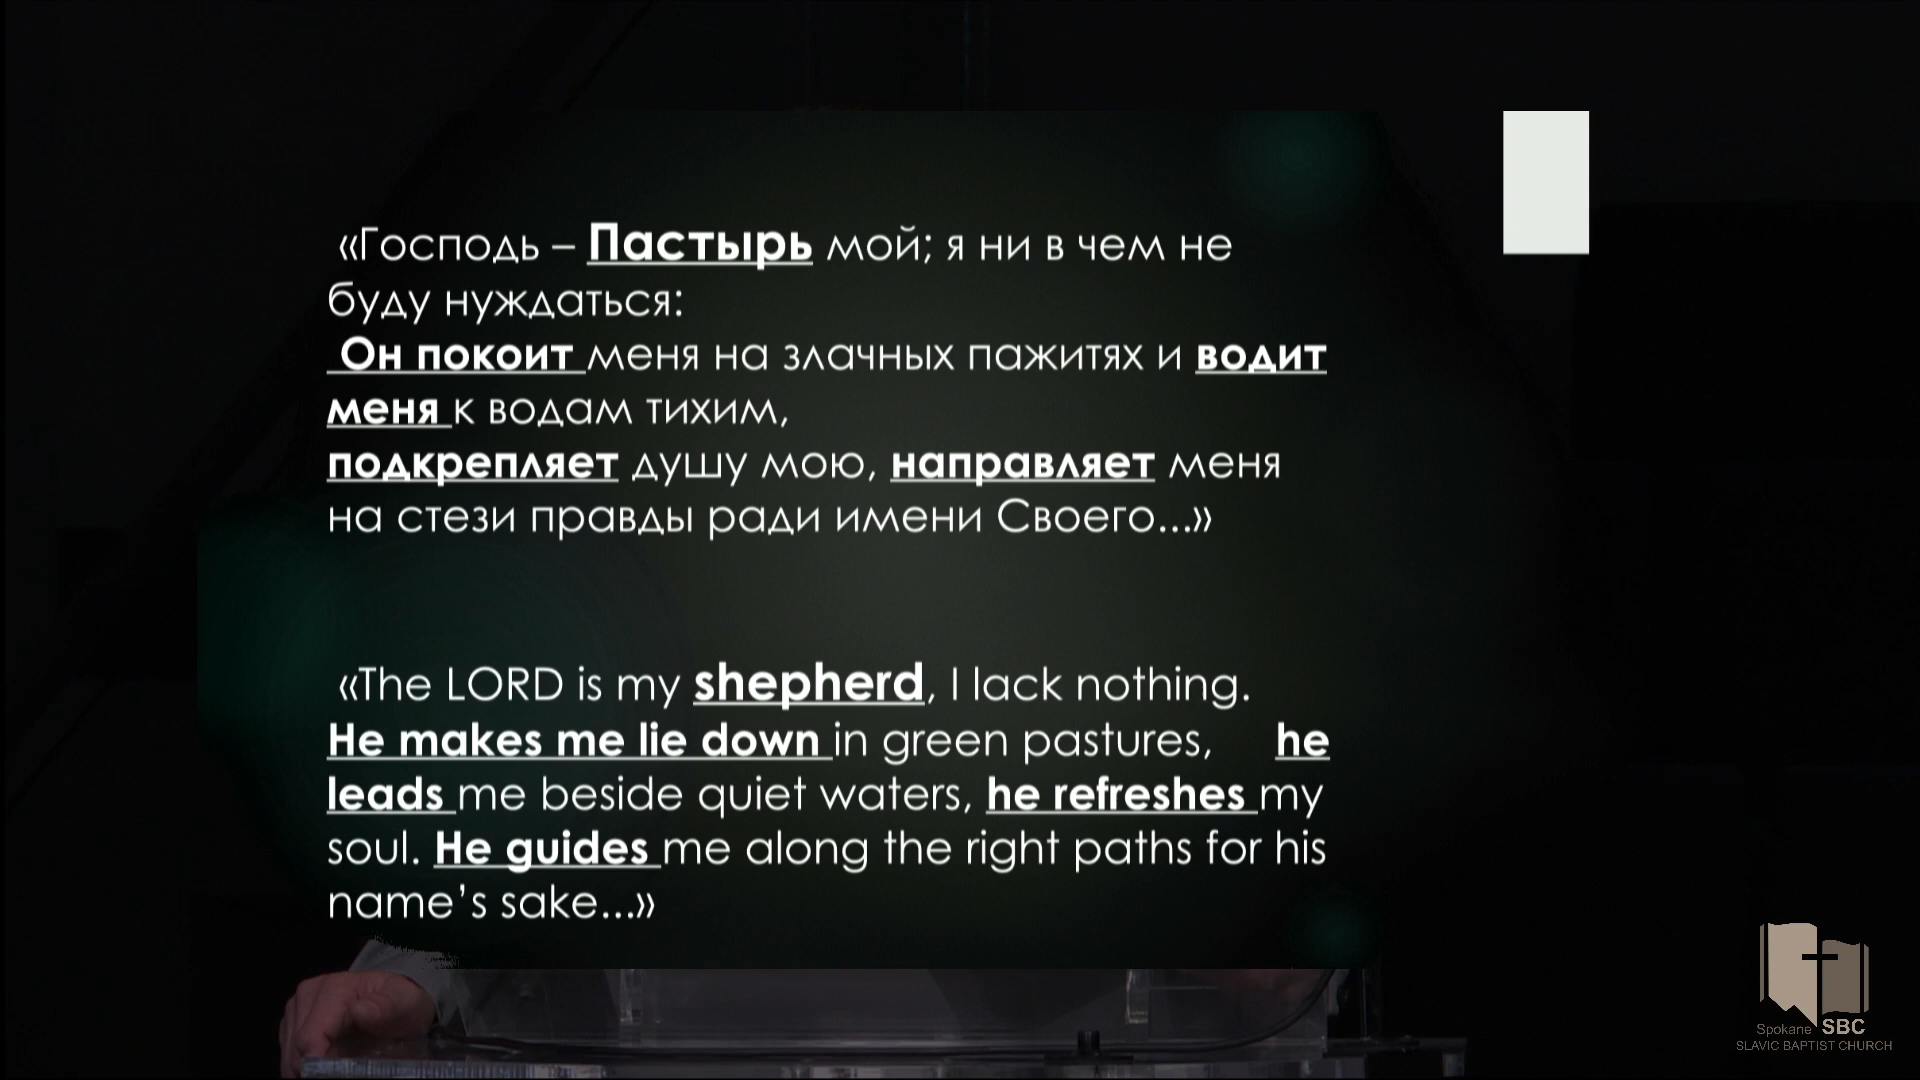 «Господь – Пастырь мой; я ни в чем не
буду нуждаться:
Он покоит меня на злачных пажитях и водит
меня к водам тихим,
подкрепляет душу мою, направляет меня
на стези правды ради имени Своего...»
«The LORD is my shepherd, I lack nothing.
He makes me lie down in green pastures, he
leads me beside quiet waters, he refreshes my
soul. He guides me along the right paths for his
name’s sake...»
Spokane SBC
SLAVIC BAPTIST CHURCH